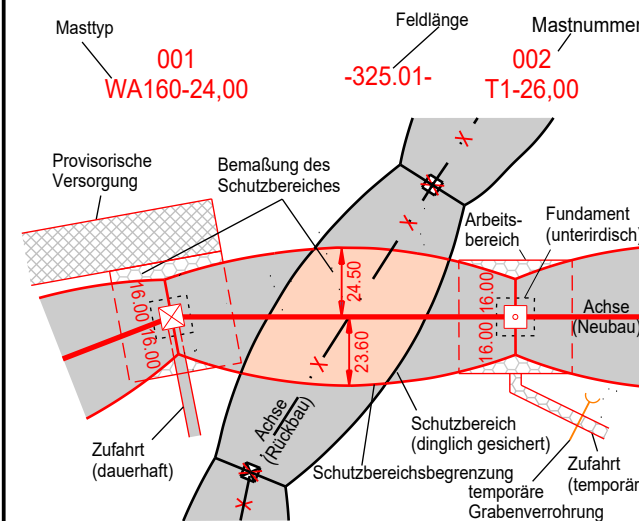 Masttyp
Feldlänge
Mastnummer
001
WA160-24,00
-325.01-
002
T1-26,00
Provisorische
Versorgung
Bemaßung des
Schutzbereiches
Arbeits-
bereich
Fundament
(unterirdisch)
16.00
16.00
24.50
23.60
16.00
16.00
Achse
(Neubau)
Achse
(Rückbau)
Zufahrt
(dauerhaft)
Schutzbereich
(dinglich gesichert)
Schutzbereichsbegrenzung
temporäre
Grabenverrohrung
Zufahrt
(temporär